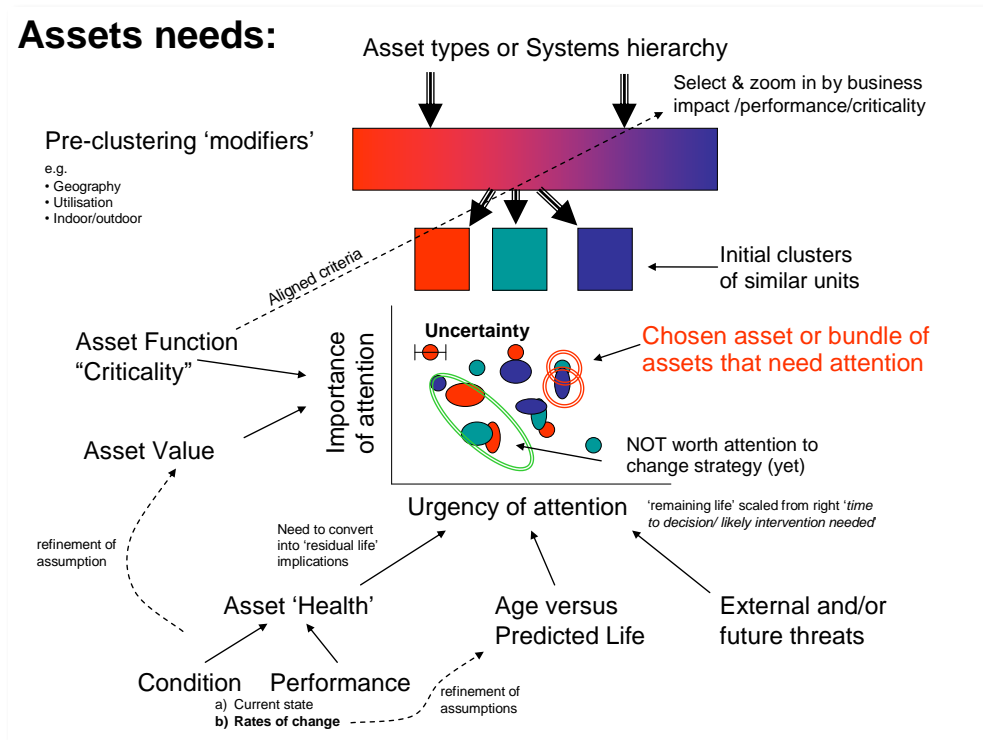 Assets needs:
Asset types or Systems hierarchy
Select & zoom in by business
impact /performance/criticality
Pre-clustering ‘modifiers’
e.g.
• Geography
• Utilisation
• Indoor/outdoor
Aligned criteria
Initial clusters
of similar units
Asset Function
“Criticality”
Importance
of attention
Uncertainty
Chosen asset or bundle of
assets that need attention
Asset Value
NOT worth attention to
change strategy (yet)
Urgency of attention
‘remaining life’ scaled from right ‘time
to decision/ likely intervention needed’
refinement of
assumption
Need to convert
into ‘residual life’
implications
Asset ‘Health’
Age versus
Predicted Life
External and/or
future threats
Condition
Performance
a) Current state
b) Rates of change
refinement of
assumptions